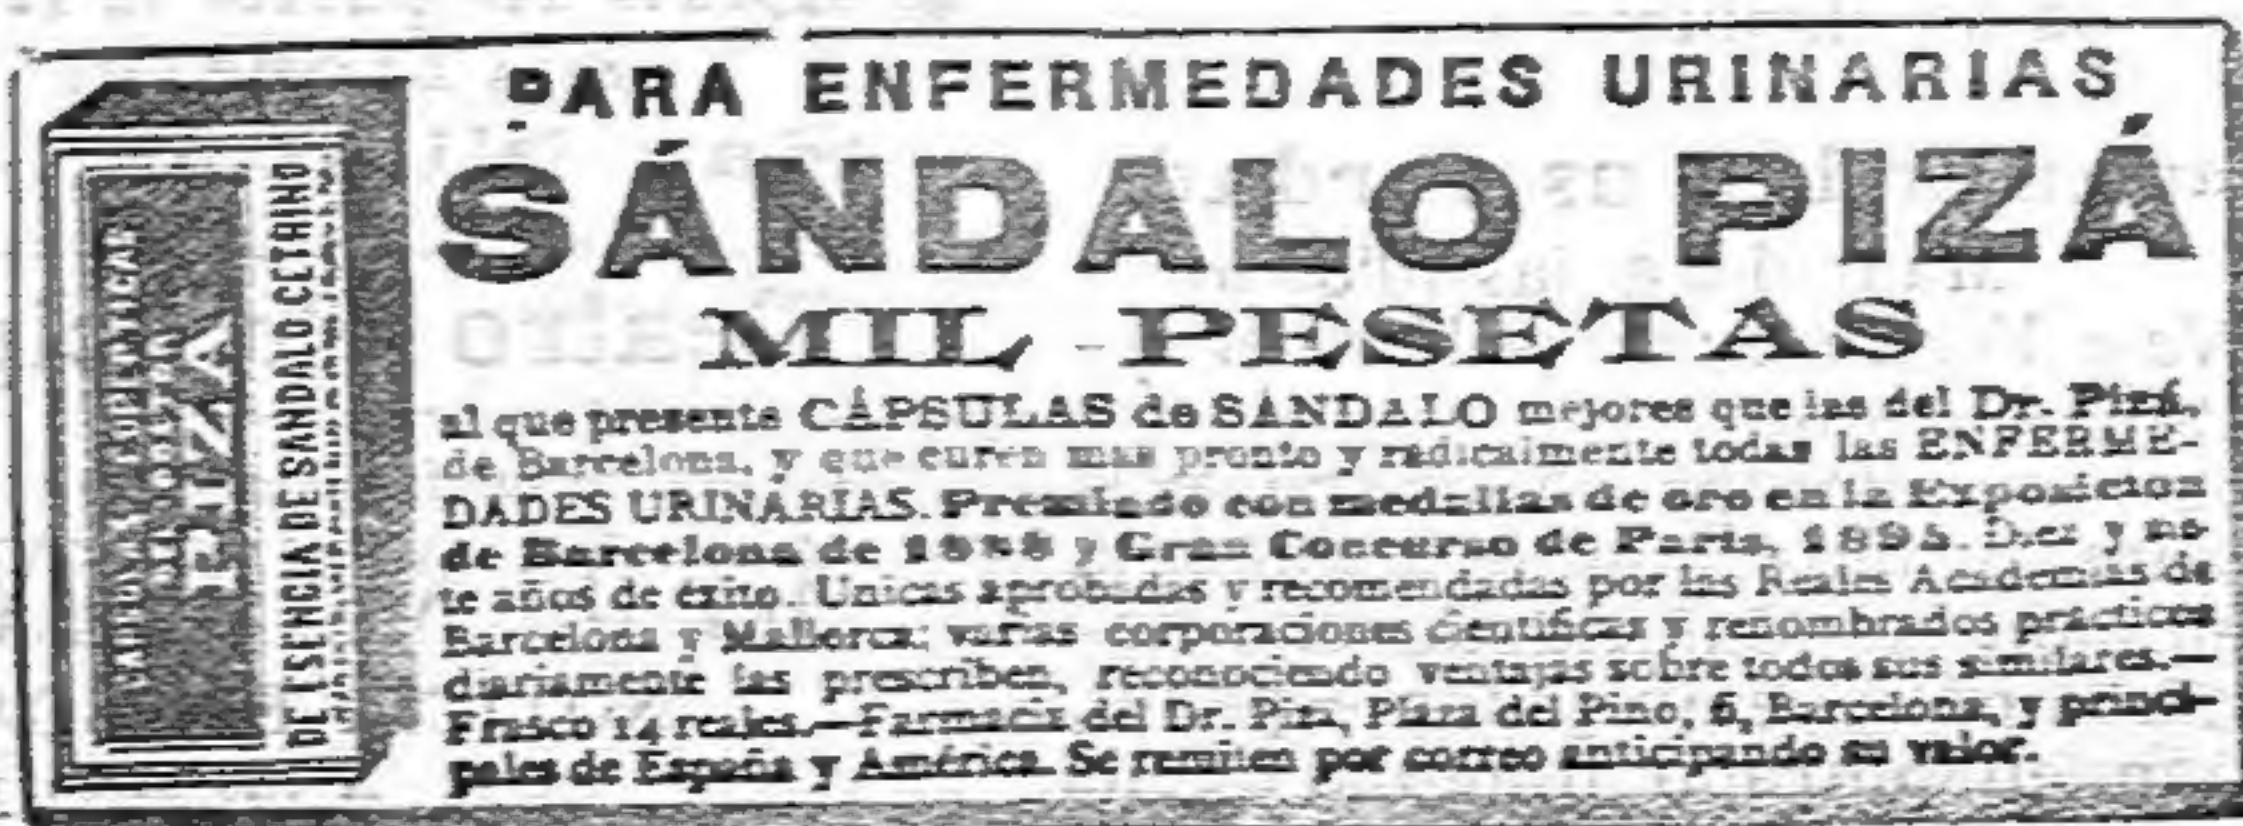 PARA ENFERMEDADES URINARIAS
SÁNDALO PIZÁ
MIL PESETAS
al que presente CÁPSULAS de SÁNDALO mejores que las del Dr. Pizá,
de Barcelona, y que curen mas pronto y radicalmente todas las ENFERME-
DADES URINARIAS. Premiado con medallas de oro en la Exposicion
de Barcelona de 1888 y Gran Concurso de Paris, 1895. Diez y
te años de éxito. Unicas aprobadas y recomendadas por las Reales Academias de
Barcelona y Mallorca; varias corporaciones científicas y renombrados prácticos
diariamente las prescriben, reconociendo ventajas sobre todos sus similares.—
Frasco 14 reales.—Farmacia del Dr. Pizá, Plaza del Pino, 6, Barcelona, y princi-
pales de España y América. Se remiten por correo anticipando su valor.
DEL DOCTOR
PIZÁ
DE ESENCIA DE SANDALO CETRINO